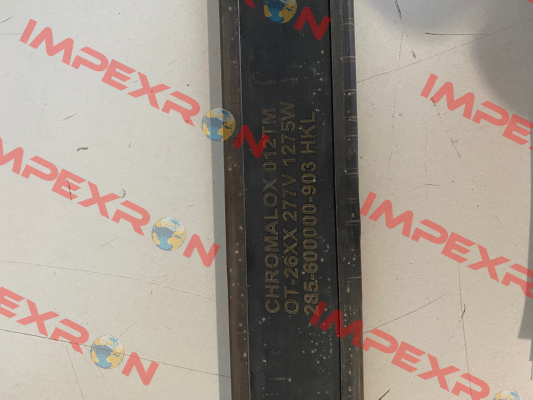 CHROMALOX 012TM
OT-26XX 277V 1275W
285-600000-903 HKL
IMPEXRON
IMPEXRON
IMPEXRON
IMPEXRON
IMPEXRON
IMPEXRON